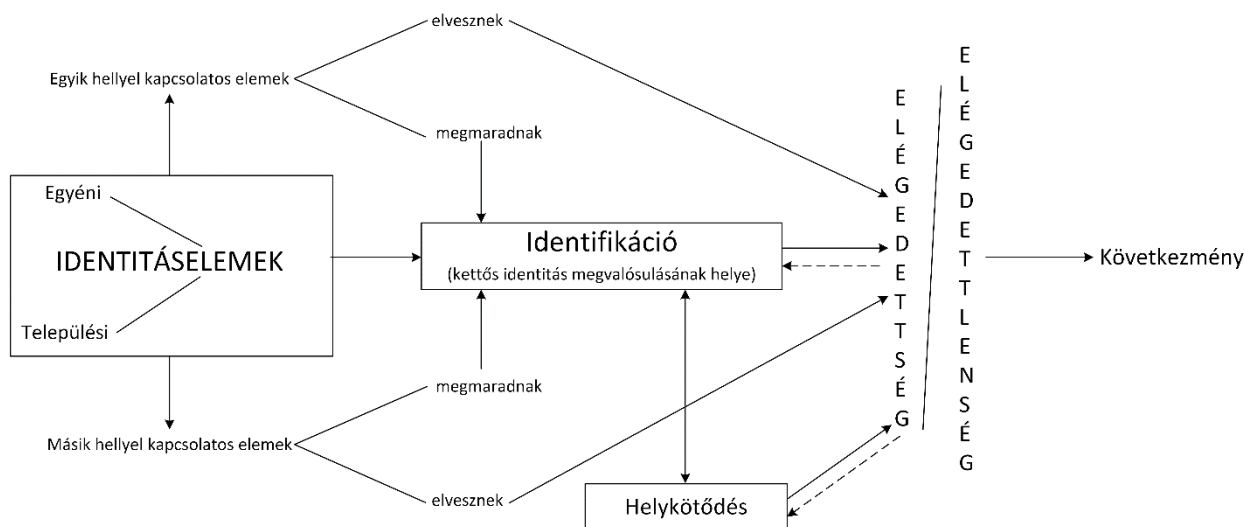 elvesznek
Egyik hellyel kapcsolatos elemek
megmaradnak
Egyéni
IDENTITÁSELEMEK
Települési
Identifikáció
(kettős identitás megvalósulásának helye)
megmaradnak
Másik hellyel kapcsolatos elemek
elvesznek
Helykötődés
ELÉGEDETTSÉG
/
ELÉGEDETTLENSÉG
Következmény